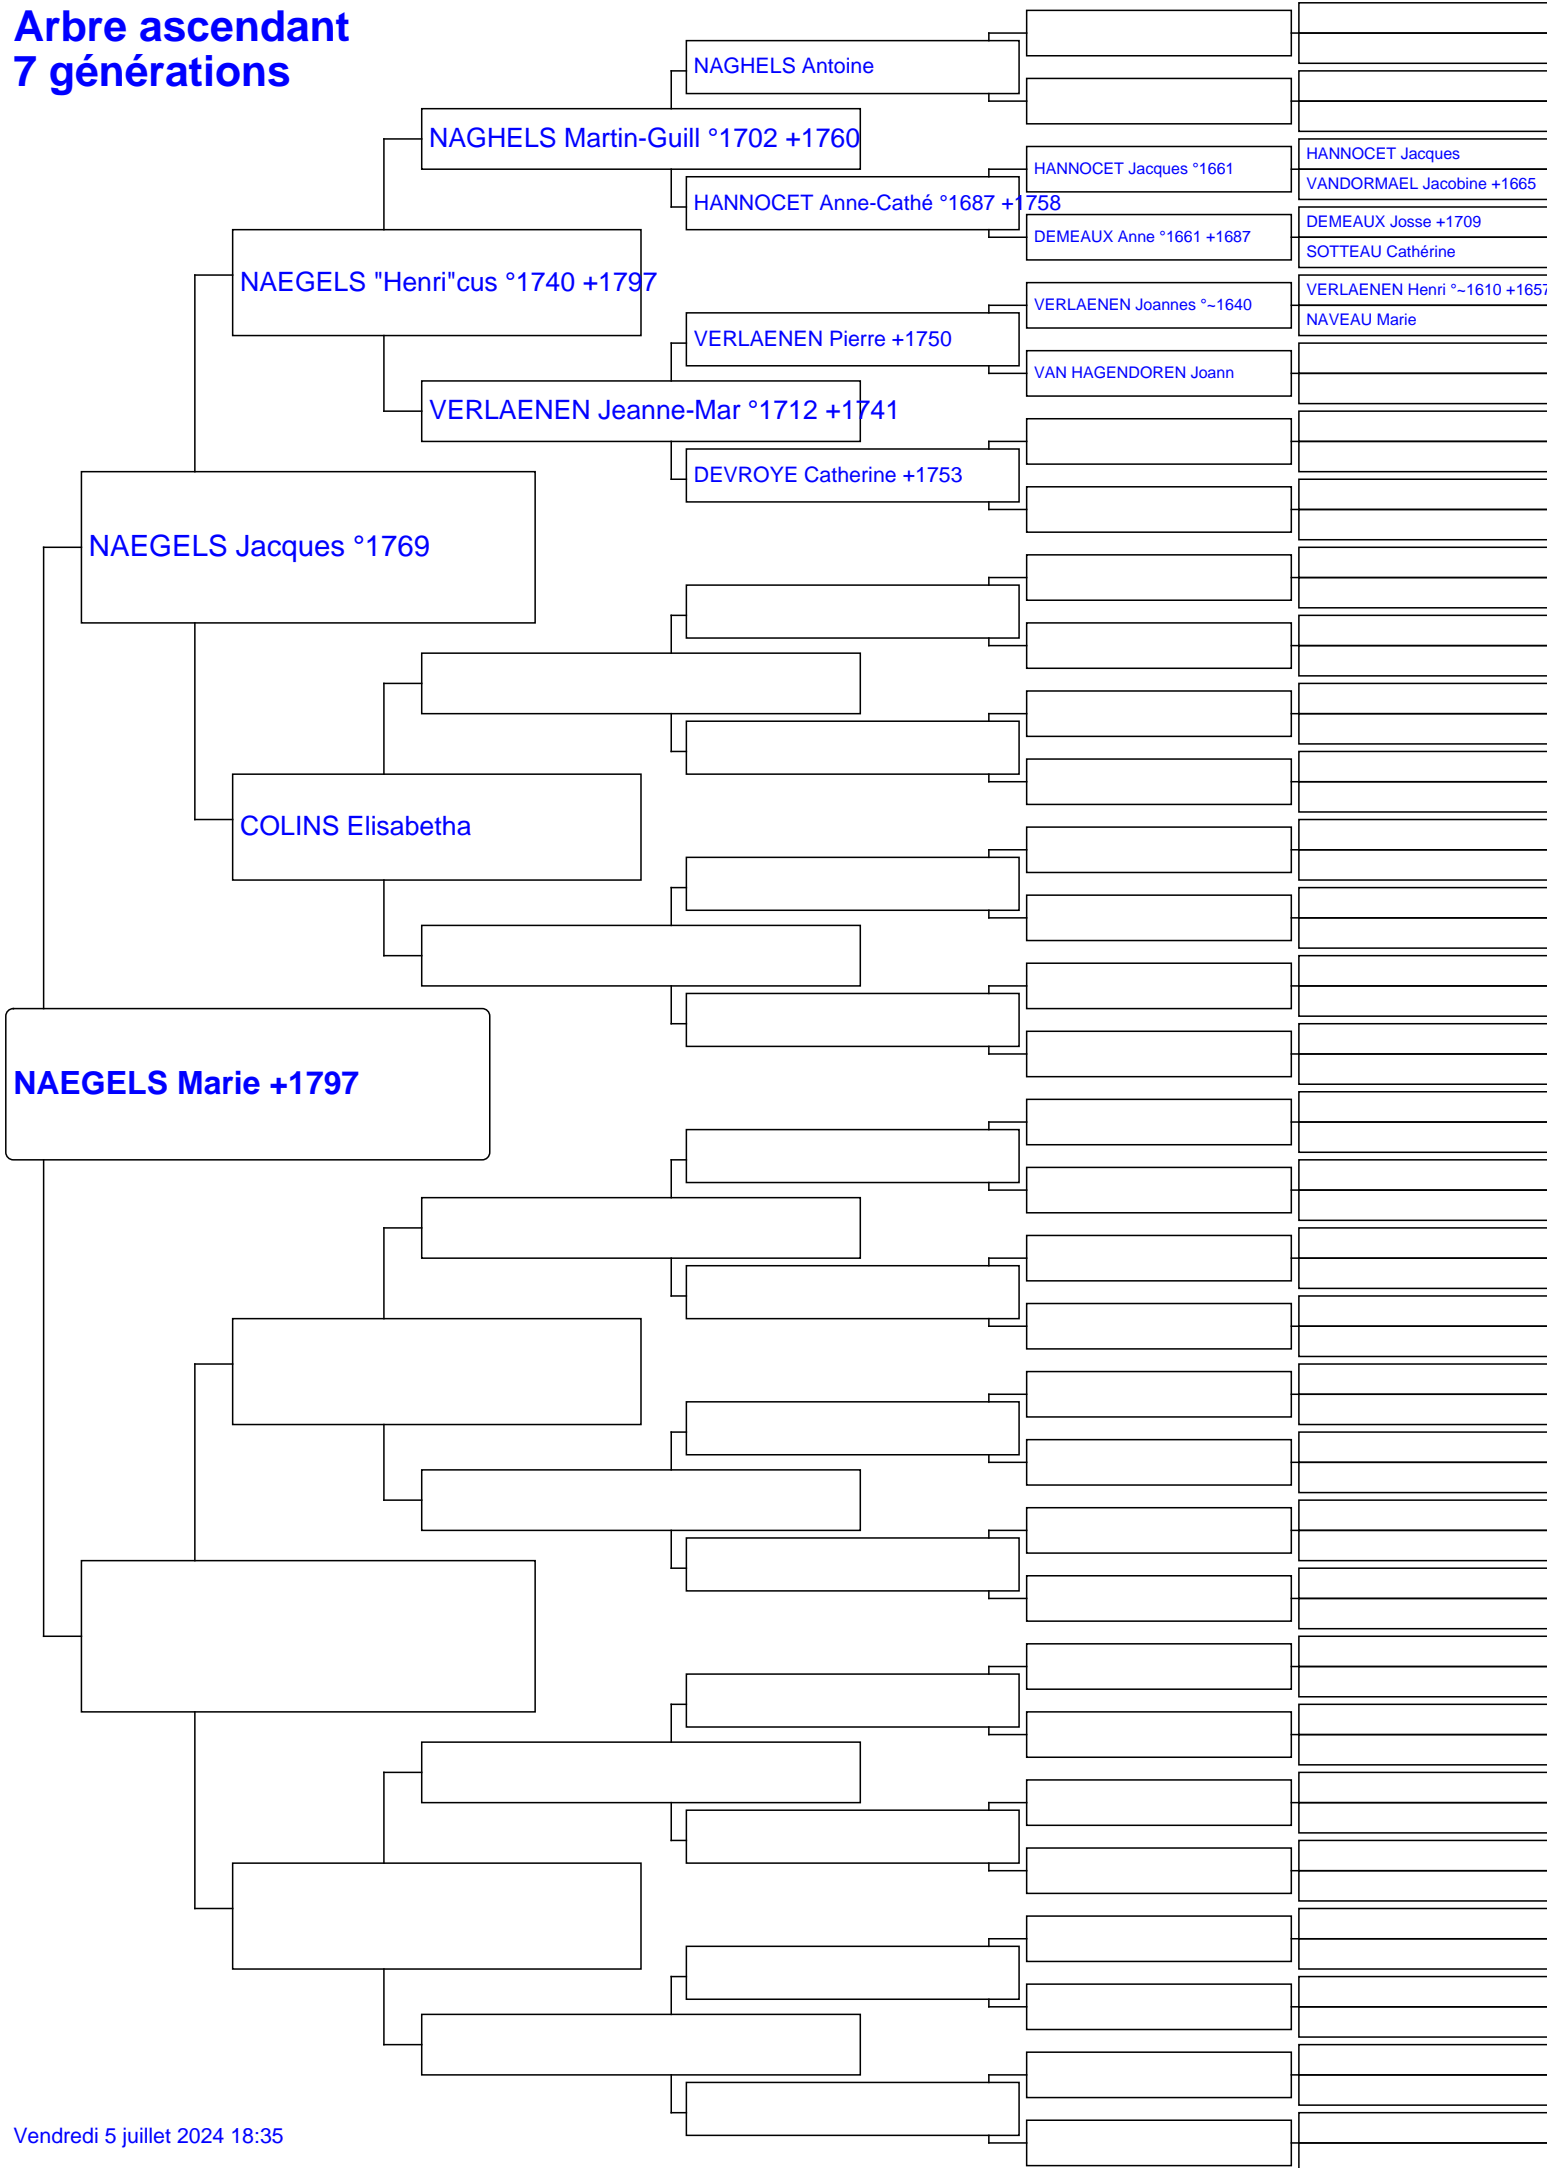 Arbre ascendant
7 générations
NAGHELS Antoine
NAGHELS Martin-Guill °1702 +1760
HANNOCET Jacques °1661
HANNOCET Jacques
VANDORMAEL Jacobine +1665
HANNOCET Anne-Cathé °1687 +1758
DEMEAUX Anne °1661 +1687
DEMEAUX Josse +1709
SOTTEAU Cathérine
NAEGELS "Henri"cus °1740 +1797
VERLAENEN Joannes °~1640
VERLAENEN Henri °~1610 +1657
NAVEAU Marie
VERLAENEN Pierre +1750
VAN HAGENDOREN Joann
VERLAENEN Jeanne-Mar °1712 +1741
DEVROYE Catherine +1753
NAEGELS Jacques °1769
COLINS Elisabetha
NAEGELS Marie +1797
Vendredi 5 juillet 2024 18:35